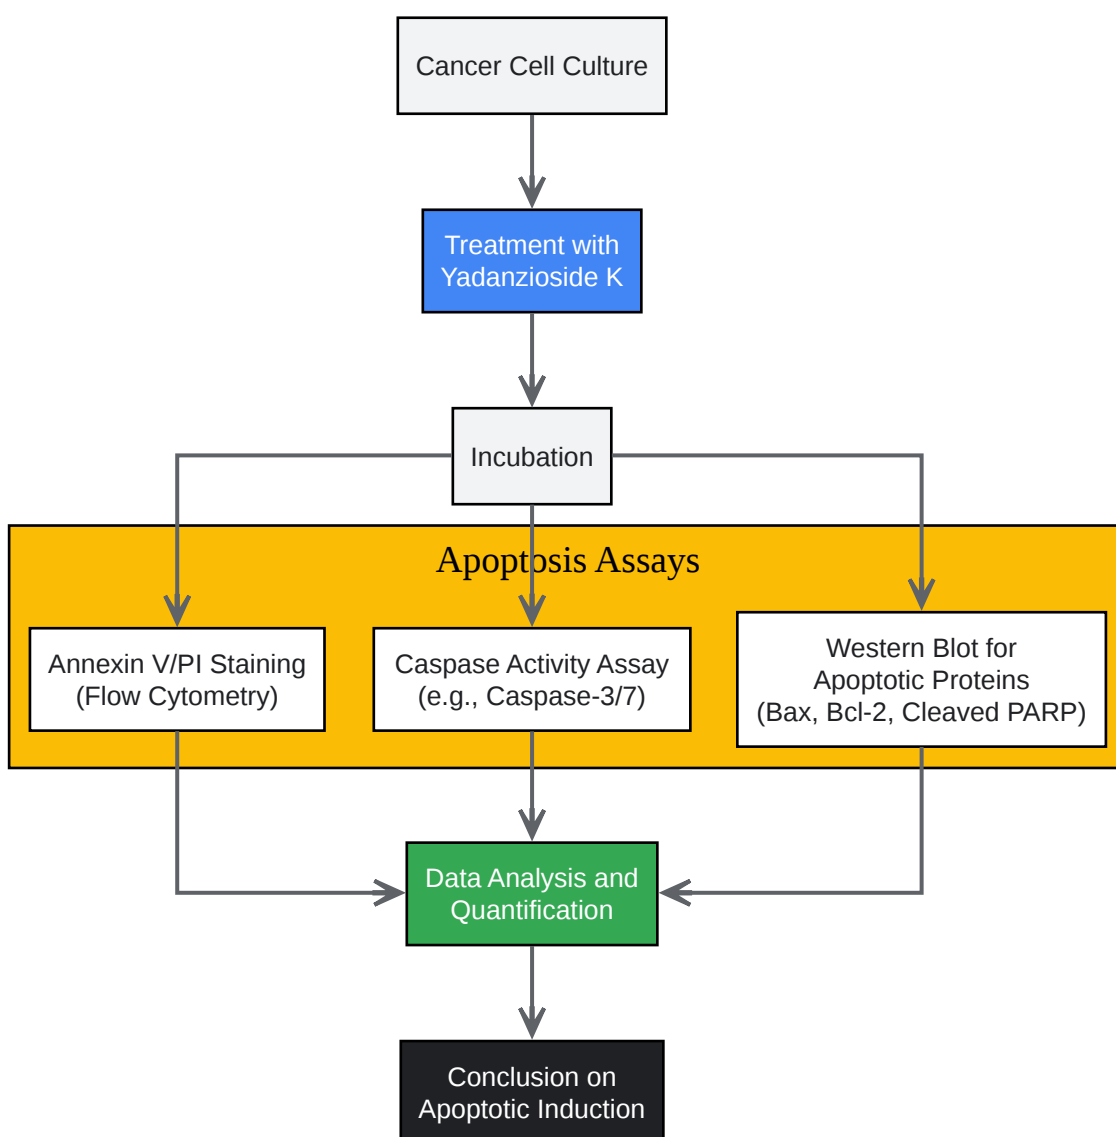 Cancer Cell Culture
Treatment with
Yadanzioside K
Incubation
Apoptosis Assays
Annexin V/PI Staining
(Flow Cytometry)
Caspase Activity Assay
(e.g., Caspase-3/7)
Western Blot for
Apoptotic Proteins
(Bax, Bcl-2, Cleaved PARP)
Data Analysis and
Quantification
Conclusion on
Apoptotic Induction